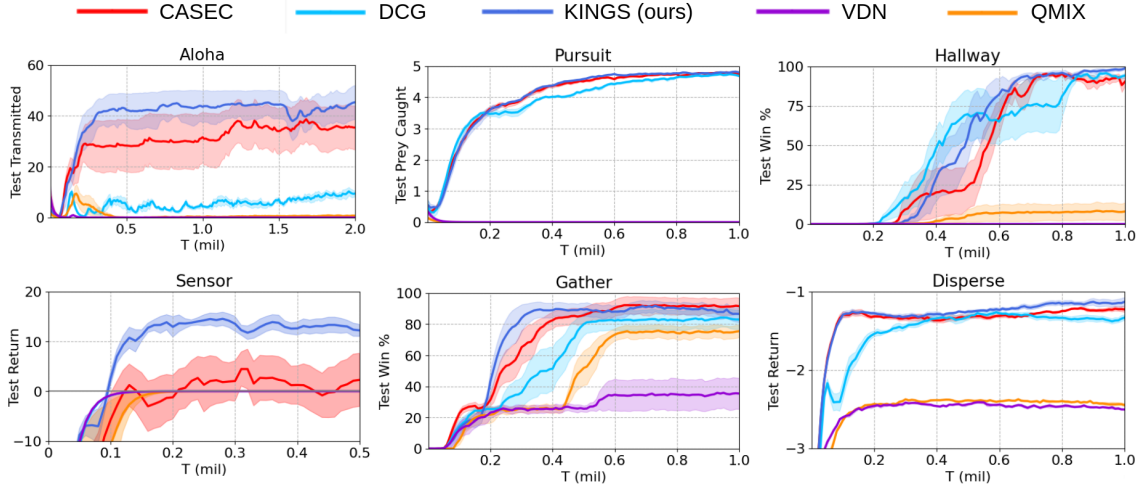 CASEC DCG KINGS (ours) VDN QMIX
Aloha
Test Transmitted
60
40
20
0
0.5 1.0 1.5 2.0
T (mil)
Pursuit
Test Prey Caught
5
4
3
2
1
0
0.2 0.4 0.6 0.8 1.0
T (mil)
Hallway
Test Win %
100
75
50
25
0
0.2 0.4 0.6 0.8 1.0
T (mil)
Sensor
Test Return
20
10
0
−10
0 0.1 0.2 0.3 0.4 0.5
T (mil)
Gather
Test Win %
100
80
60
40
20
0
0.2 0.4 0.6 0.8 1.0
T (mil)
Disperse
Test Return
−1
−2
−3
0.2 0.4 0.6 0.8 1.0
T (mil)